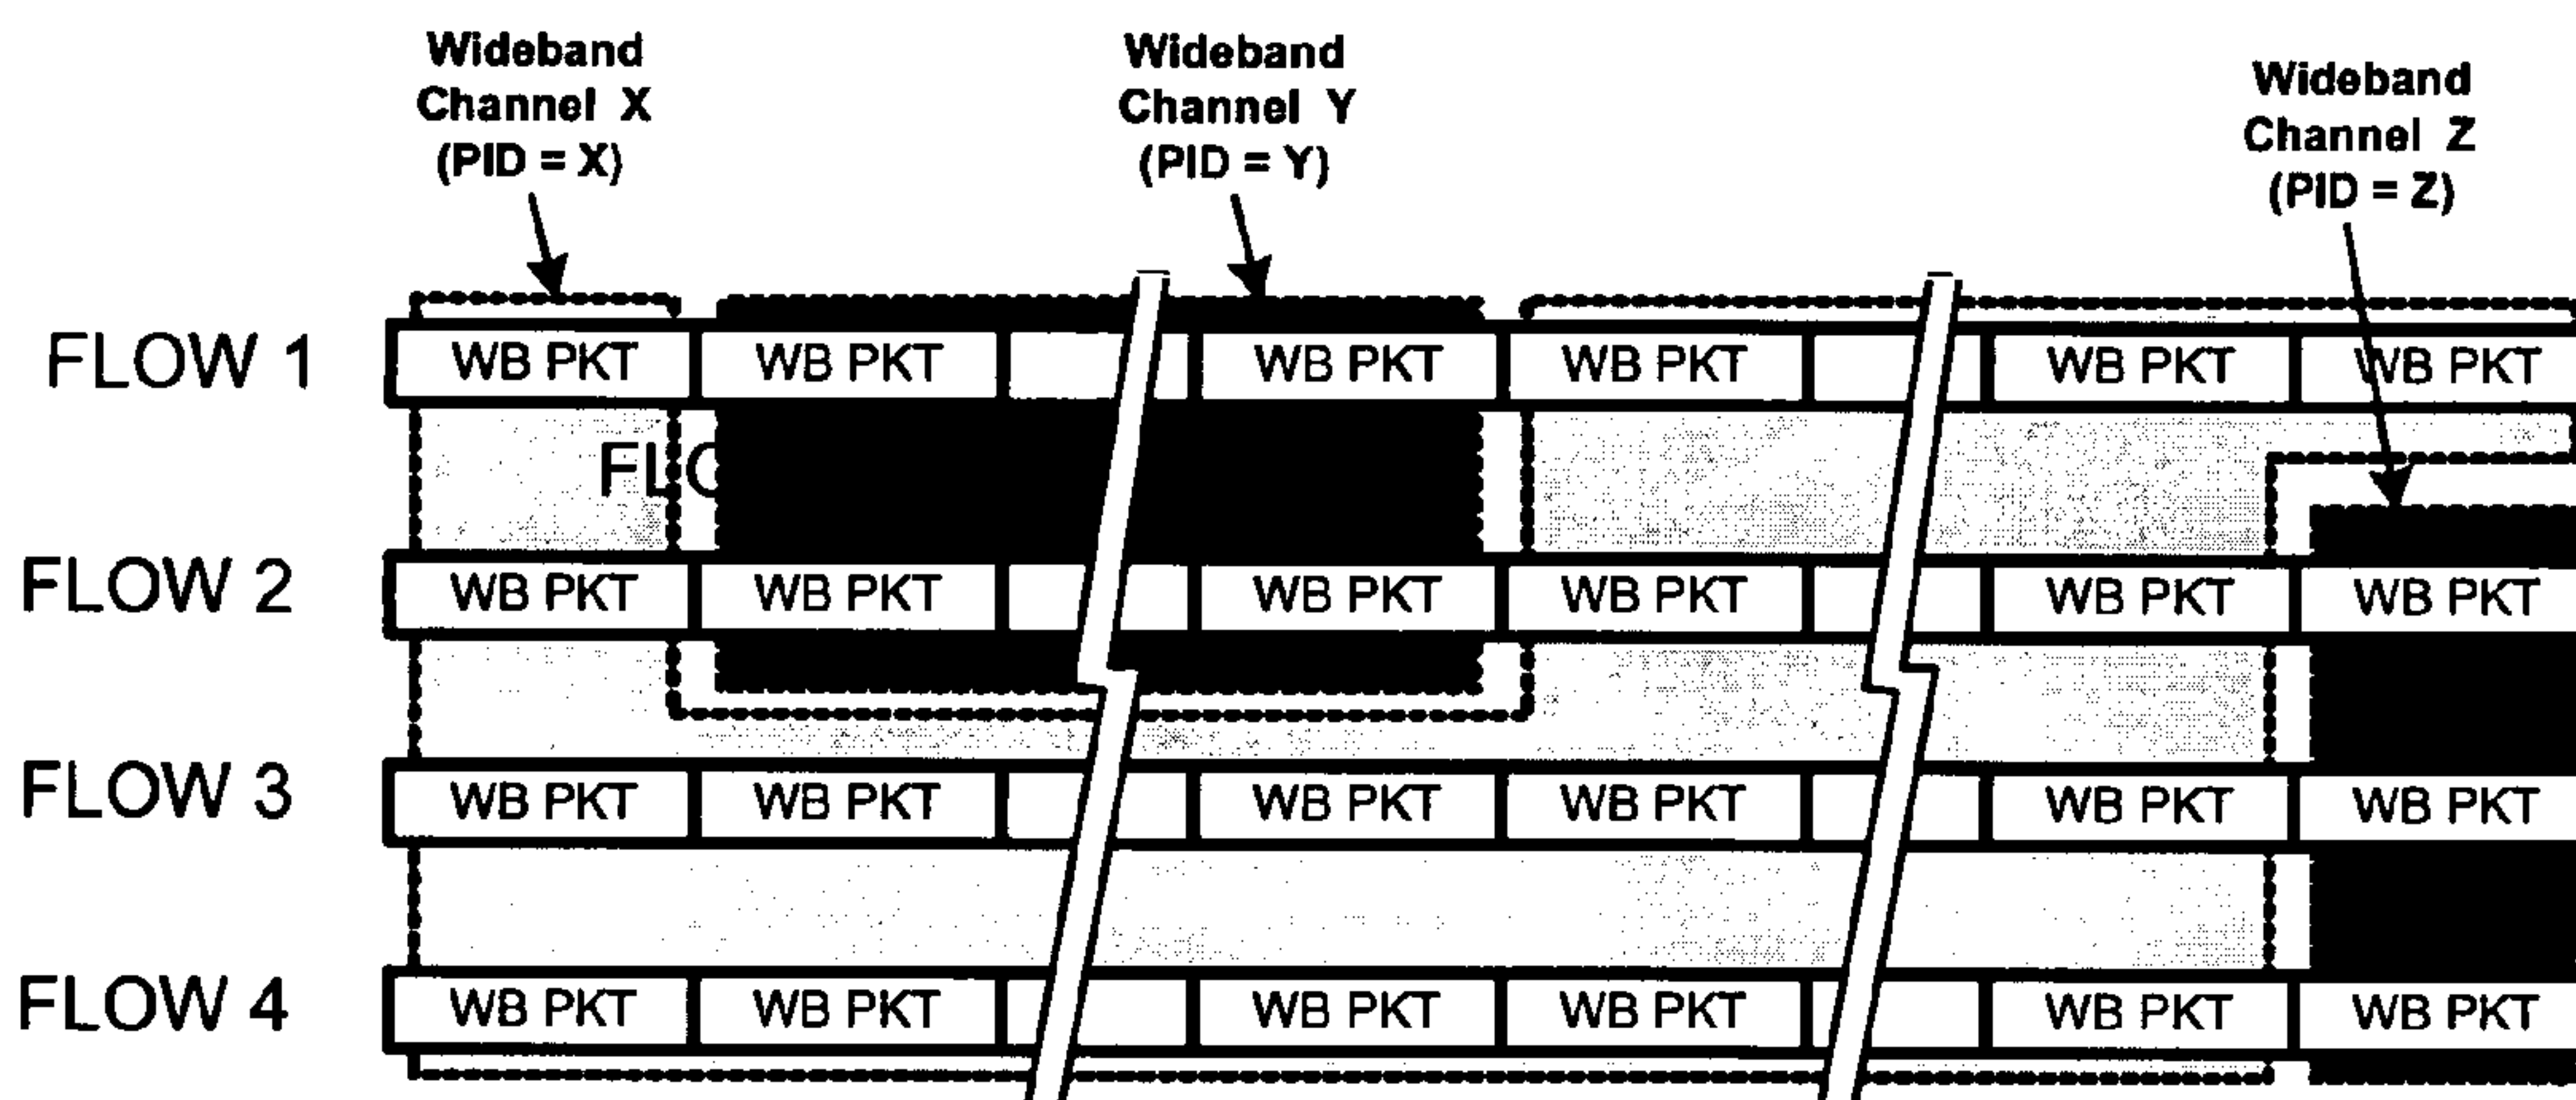 Wideband
Channel X
(PID = X)
Wideband
Channel Y
(PID = Y)
Wideband
Channel Z
(PID = Z)
FLOW 1 WB PKT WB PKT WB PKT WB PKT WB PKT WB PKT
FLOW 2 WB PKT WB PKT WB PKT WB PKT WB PKT WB PKT
FLOW 3 WB PKT WB PKT WB PKT WB PKT WB PKT WB PKT
FLOW 4 WB PKT WB PKT WB PKT WB PKT WB PKT WB PKT